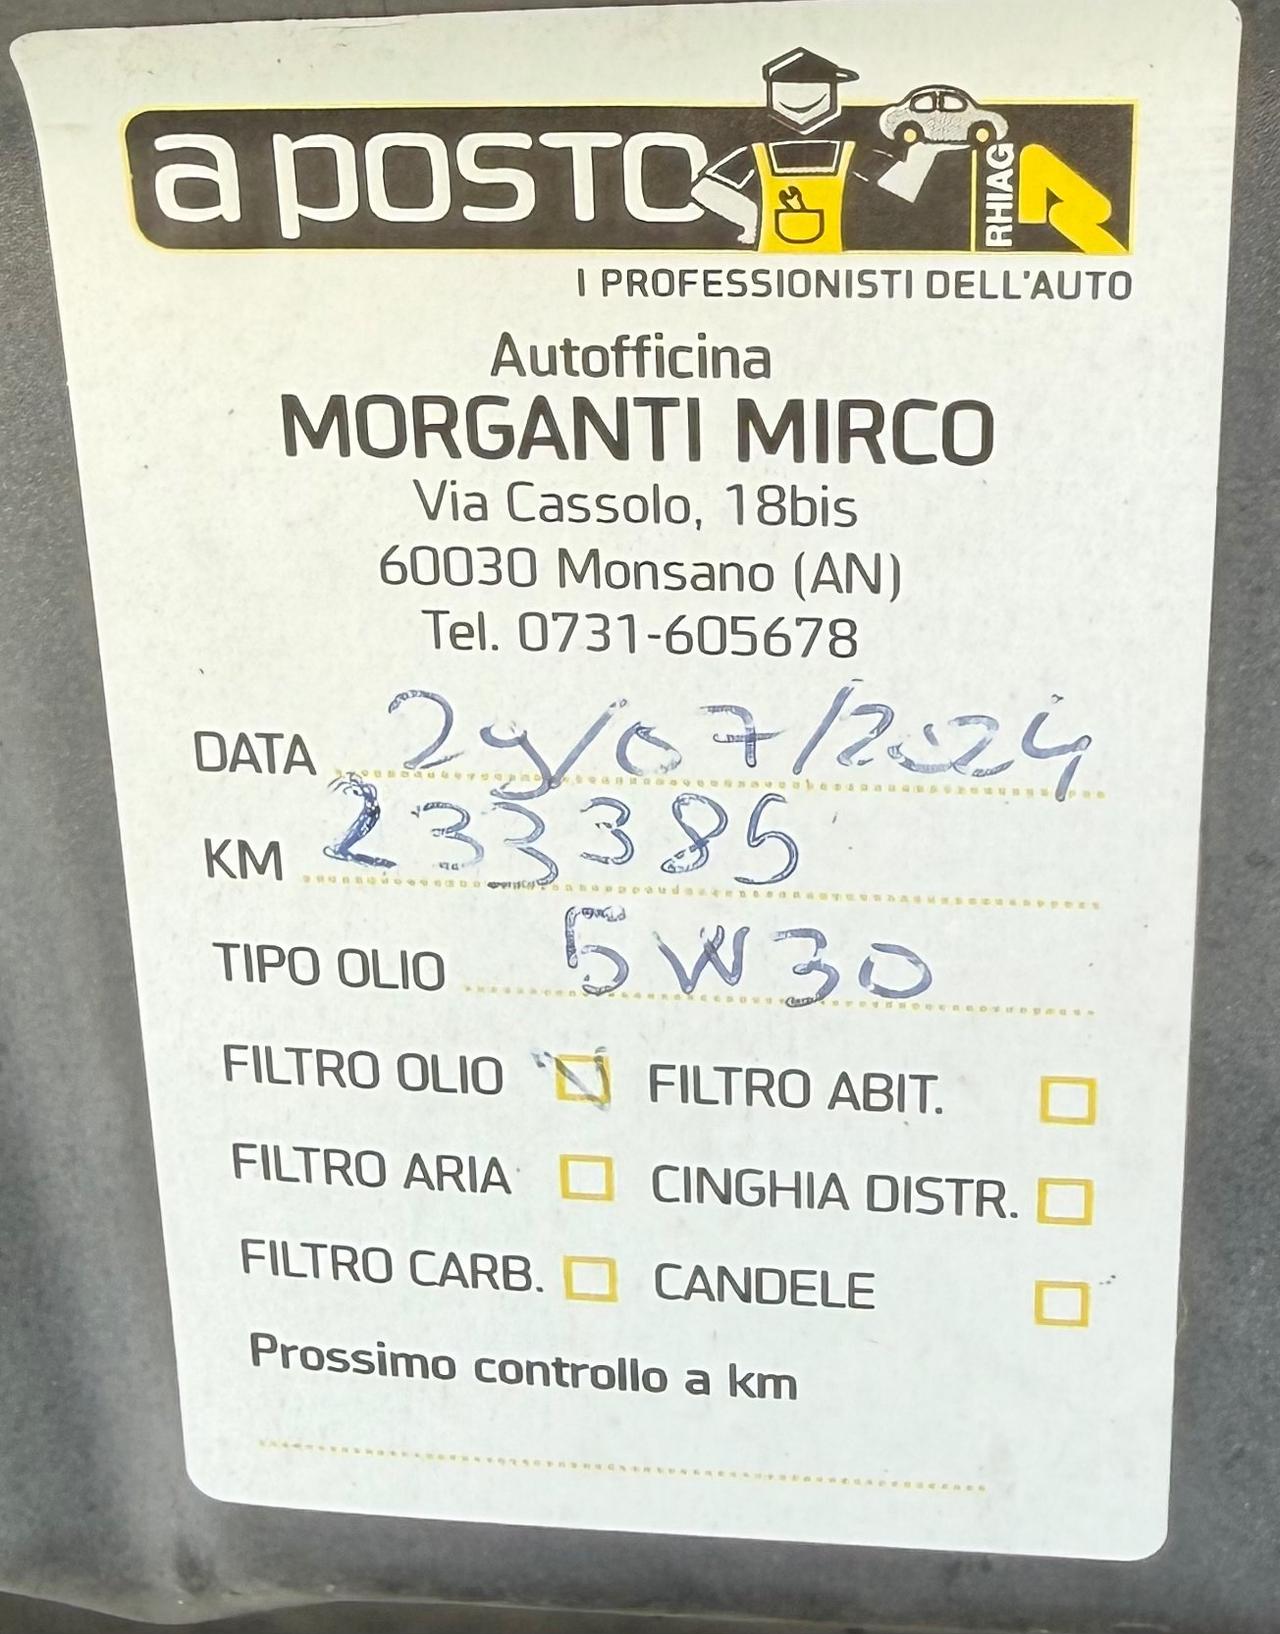 a posto
RHIAG
I PROFESSIONISTI DELL'AUTO
Autofficina
MORGANTI MIRCO
Via Cassolo, 18bis
60030 Monsano (AN)
Tel. 0731-605678
DATA 29/07/2024
KM 233385
TIPO OLIO 5W30
FILTRO OLIO FILTRO ABIT.
FILTRO ARIA CINGHIA DISTR.
FILTRO CARB. CANDELE
Prossimo controllo a km